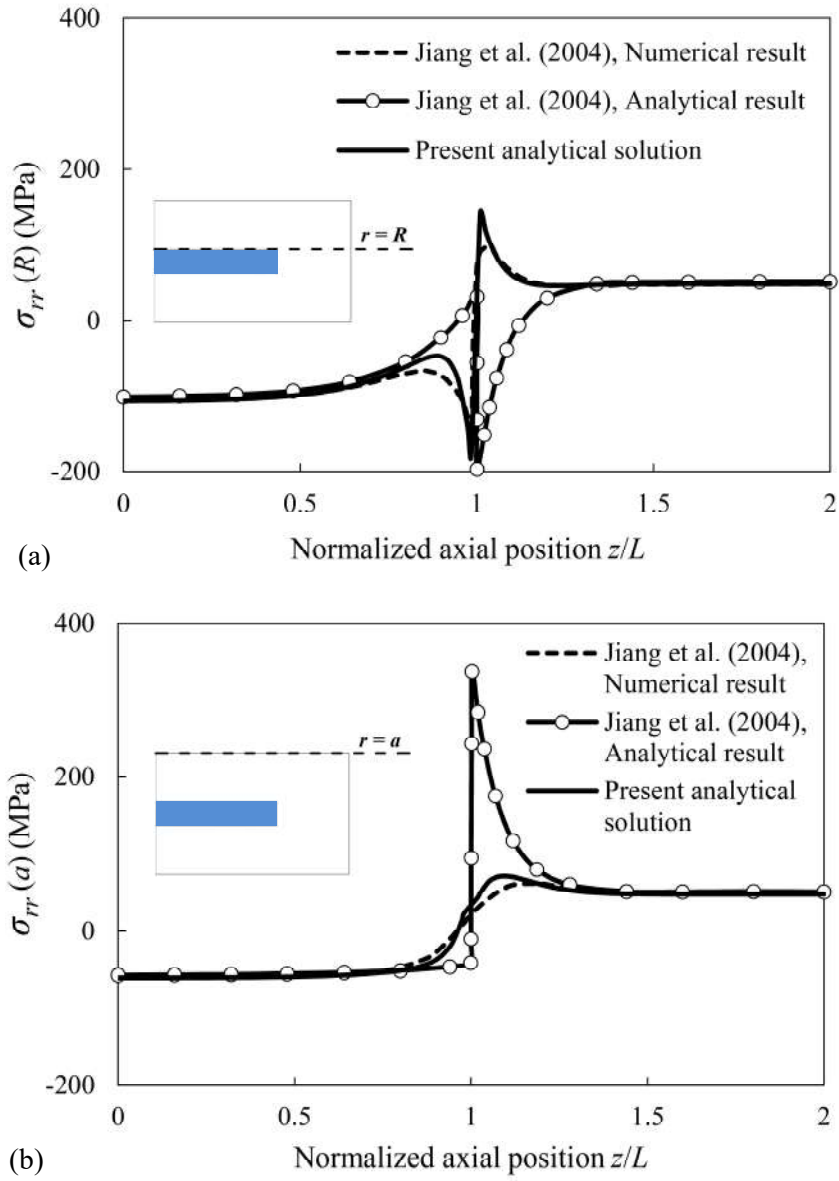 400
Jiang et al. (2004), Numerical result
Jiang et al. (2004), Analytical result
Present analytical solution
200
r = R
0
-200
σrr (R) (MPa)
0
0.5
1
1.5
2
(a)
Normalized axial position z/L
400
Jiang et al. (2004),
Numerical result
Jiang et al. (2004),
Analytical result
Present analytical
solution
r = a
200
0
-200
σrr (a) (MPa)
0
0.5
1
1.5
2
(b)
Normalized axial position z/L